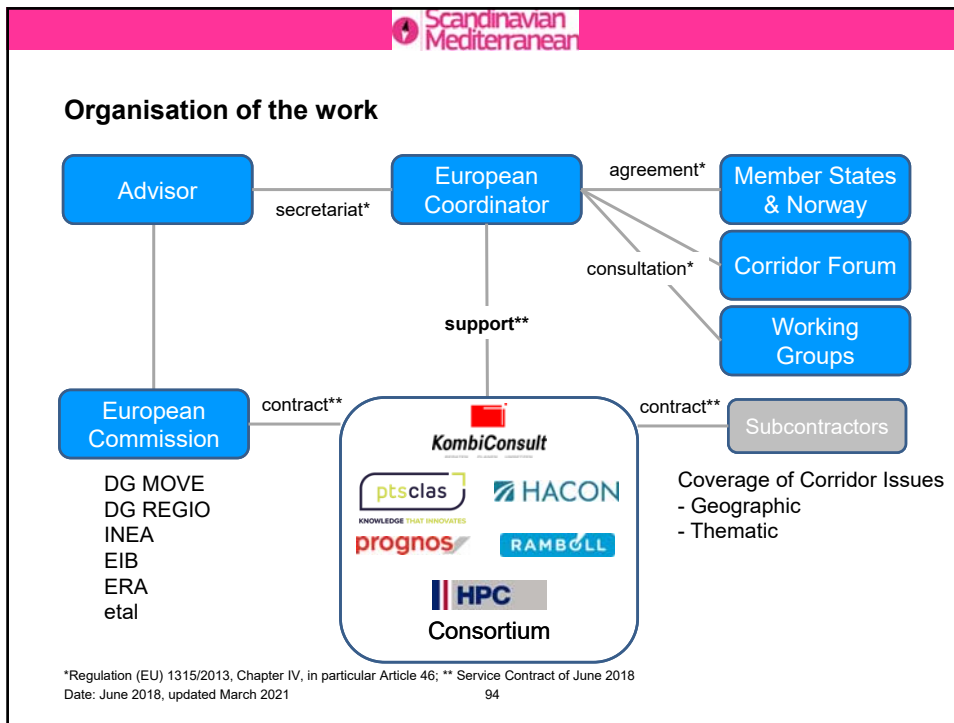 Scandinavian
Mediterranean
Organisation of the work
Advisor
secretariat*
European
Coordinator
agreement*
Member States
& Norway
consultation*
Corridor Forum
Working
Groups
support**
European
Commission
contract**
contract**
Subcontractors
DG MOVE
DG REGIO
INEA
EIB
ERA
etal
KombiConsult
ptsclas
KNOWLEDGE THAT INNOVATES
HACON
prognos
RAMBOLL
HPC
Consortium
Coverage of Corridor Issues
- Geographic
- Thematic
*Regulation (EU) 1315/2013, Chapter IV, in particular Article 46; ** Service Contract of June 2018
Date: June 2018, updated March 2021
94